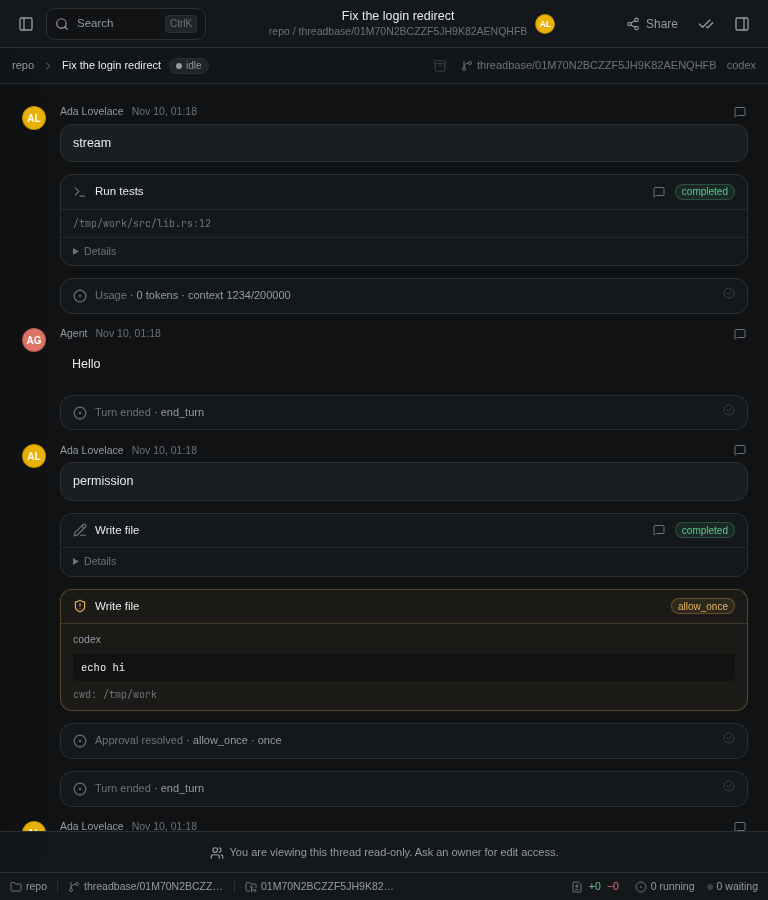 Search CtrlK
Fix the login redirect
repo / threadbase/01M70N2BCZZF5JH9K82AENQHFB AL
Share
repo > Fix the login redirect idle threadbase/01M70N2BCZZF5JH9K82AENQHFB codex
AL Ada Lovelace Nov 10, 01:18
stream
Run tests completed
/tmp/work/src/lib.rs:12
Details
Usage · 0 tokens · context 1234/200000
AG Agent Nov 10, 01:18
Hello
Turn ended · end_turn
AL Ada Lovelace Nov 10, 01:18
permission
Write file completed
Details
Write file allow_once
codex
echo hi
cwd: /tmp/work
Approval resolved · allow_once · once
Turn ended · end_turn
Ada Lovelace Nov 10, 01:18
You are viewing this thread read-only. Ask an owner for edit access.
repo threadbase/01M70N2BCZZ… 01M70N2BCZZF5JH9K82… +0 −0 0 running 0 waiting